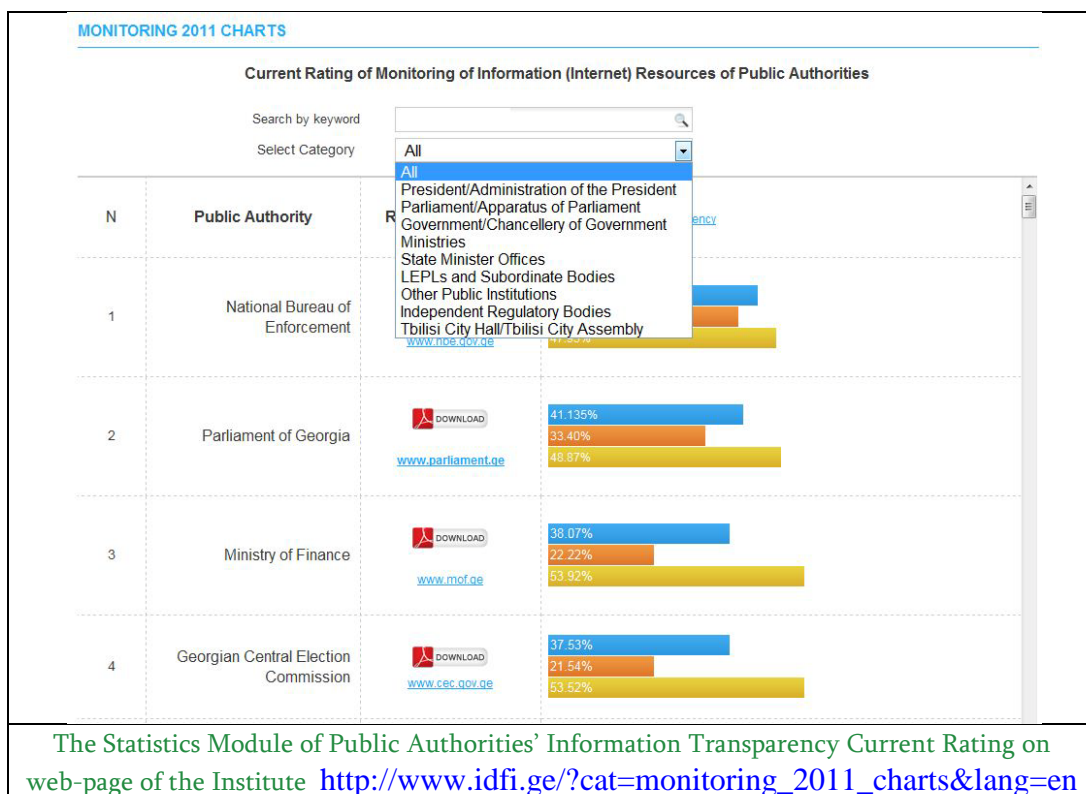 MONITORING 2011 CHARTS
Current Rating of Monitoring of Information (Internet) Resources of Public Authorities
Search by keyword
Select Category
All
All
President/Administration of the President
Parliament/Apparatus of Parliament
Government/Chancellery of Government
Ministries
State Minister Offices
LEPLs and Subordinate Bodies
Other Public Institutions
Independent Regulatory Bodies
Tbilisi City Hall/Tbilisi City Assembly
N
Public Authority
R
ency
1
National Bureau of
Enforcement
www.nbe.gov.ge
47.95%
2
Parliament of Georgia
DOWNLOAD
www.parliament.ge
41.135%
33.40%
48.87%
3
Ministry of Finance
DOWNLOAD
www.mof.ge
38.07%
22.22%
53.92%
4
Georgian Central Election
Commission
DOWNLOAD
www.cec.gov.ge
37.53%
21.54%
53.52%
The Statistics Module of Public Authorities' Information Transparency Current Rating on
web-page of the Institute http://www.idfi.ge/?cat=monitoring_2011_charts&lang=en